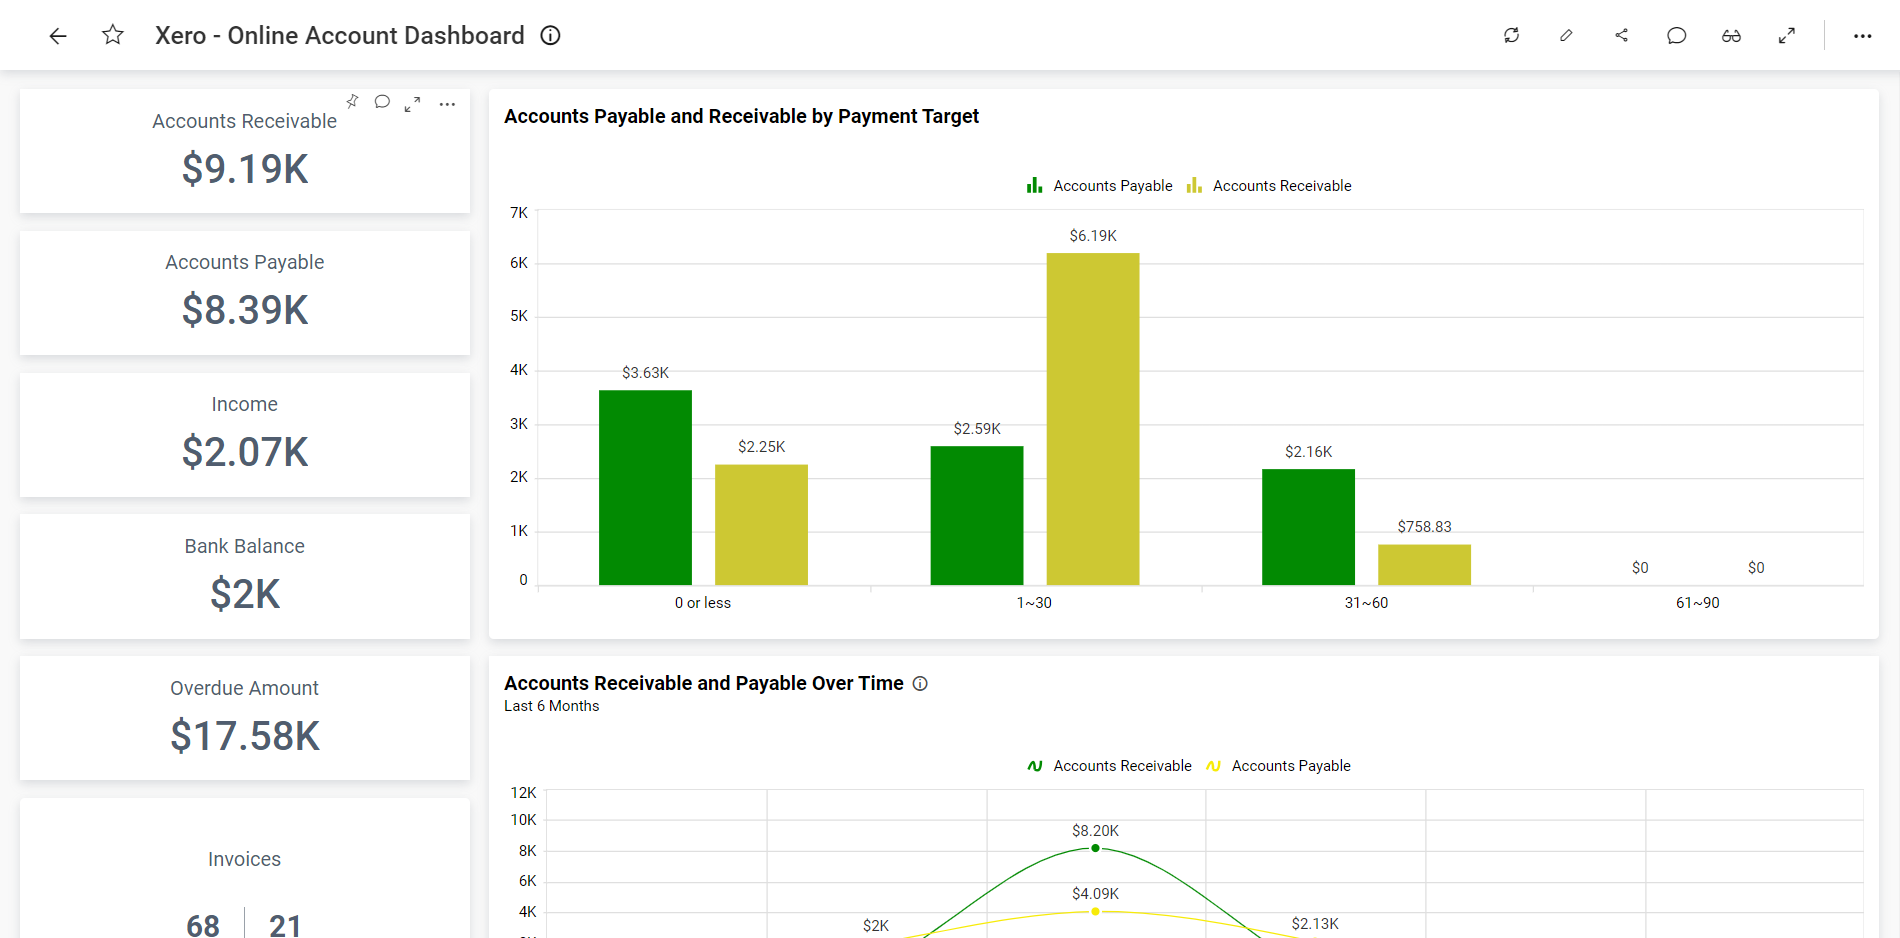 Xero - Online Account Dashboard
Accounts Receivable
$9.19K
Accounts Payable
$8.39K
Income
$2.07K
Bank Balance
$2K
Overdue Amount
$17.58K
Invoices
68 21
Accounts Payable and Receivable by Payment Target
Accounts Payable Accounts Receivable
7K
6K
5K
4K
3K
2K
1K
0
$3.63K
$2.25K
$2.59K
$6.19K
$2.16K
$758.83
$0
$0
0 or less 1~30 31~60 61~90
Accounts Receivable and Payable Over Time
Last 6 Months
Accounts Receivable Accounts Payable
12K
10K
8K
6K
4K
$8.20K
$4.09K
$2K
$2.13K